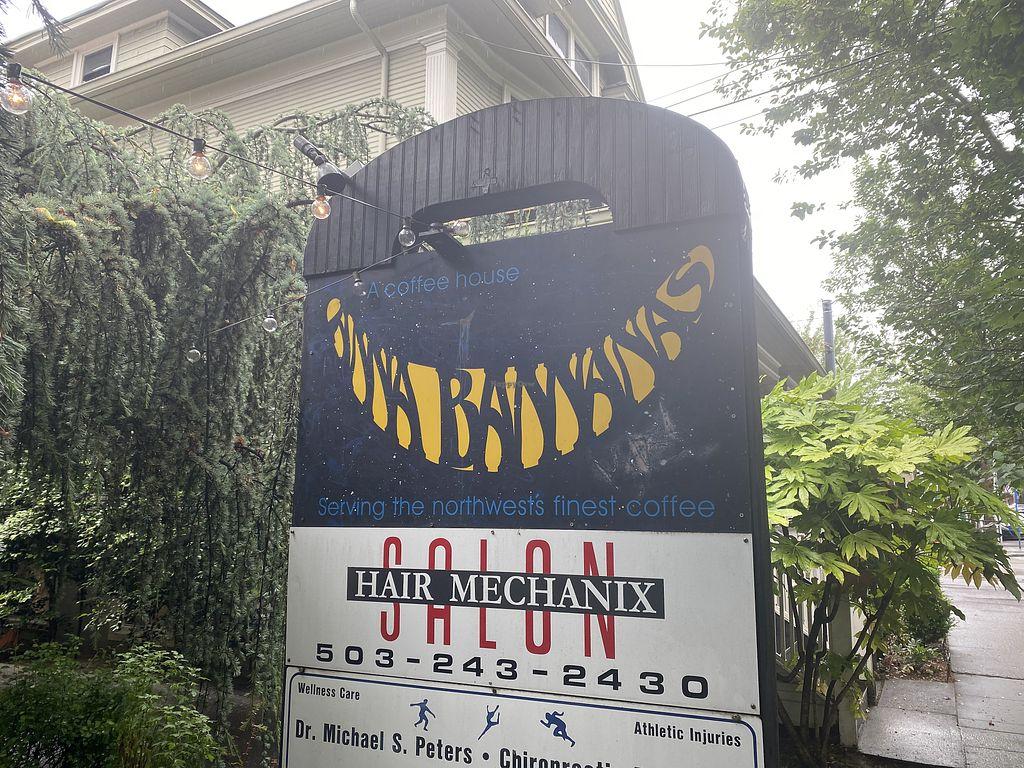 A coffee house
ANNA BANNANAS
Serving the northwest's finest coffee
SALON
HAIR MECHANIX
503-243-2430
Wellness Care
Athletic Injuries
Dr. Michael S. Peters • Chiropracti